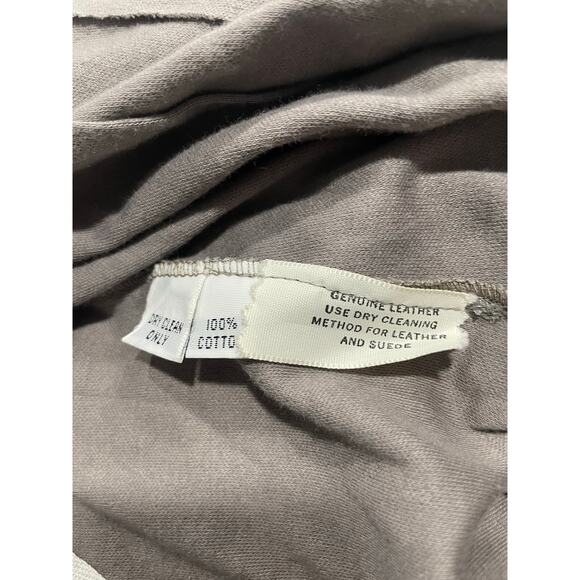 DRY CLEAN
ONLY
100%
COTTO
GENUINE LEATHER
USE DRY CLEANING
METHOD FOR LEATHER
AND SUEDE